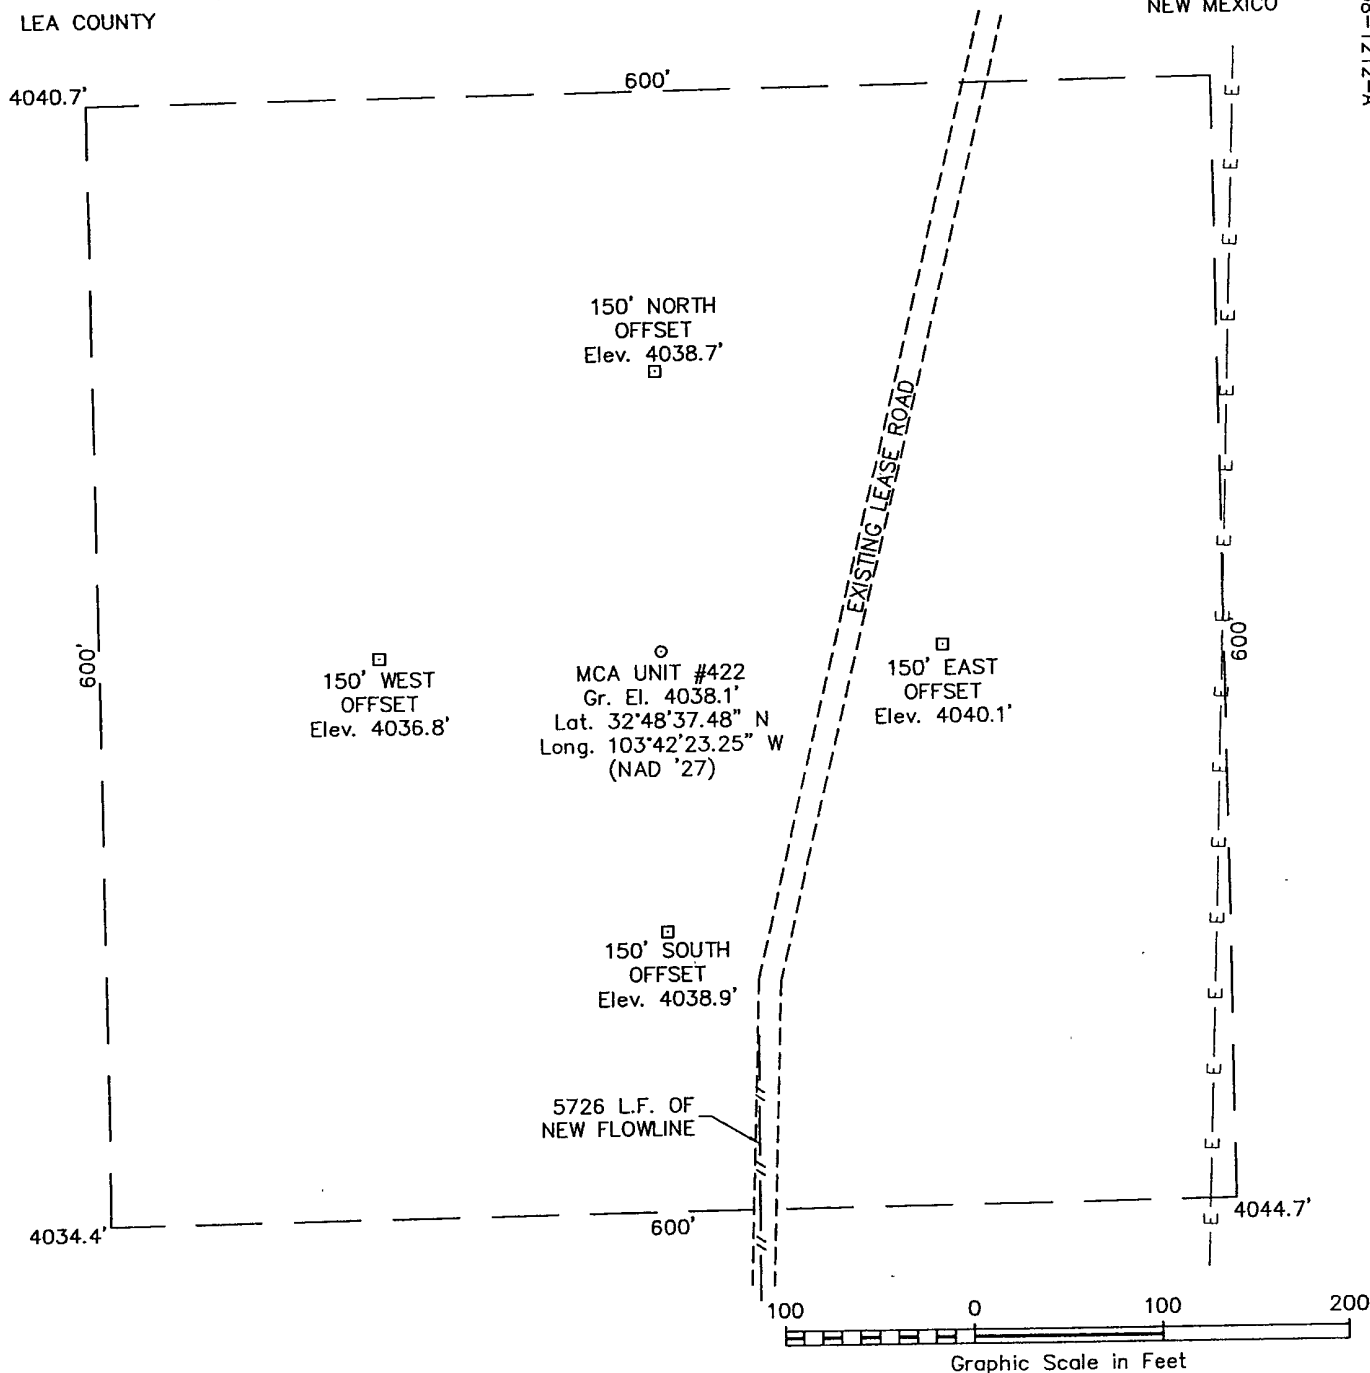 LEA COUNTY
NEW MEXICO
4040.7'
600'
150' NORTH
OFFSET
Elev. 4038.7'
EXISTING LEASE ROAD
600'
150' WEST
OFFSET
Elev. 4036.8'
MCA UNIT #422
Gr. El. 4038.1'
Lat. 32°48'37.48" N
Long. 103°42'23.25" W
(NAD '27)
150' EAST
OFFSET
Elev. 4040.1'
600'
150' SOUTH
OFFSET
Elev. 4038.9'
5726 L.F. OF
NEW FLOWLINE
4034.4'
600'
4044.7'
E E E E E E E E E E E E E E E E
100 0 100 200
Graphic Scale in Feet